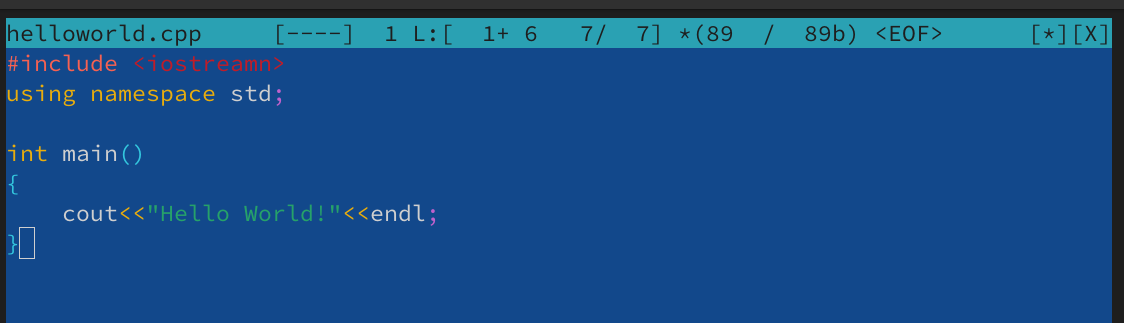 helloworld.cpp [----] 1 L:[ 1+ 6 7/ 7] *(89 / 89b) <EOF> [*][X]
#include <iostreamn>
using namespace std;
int main()
{
    cout<<"Hello World!"<<endl;
}